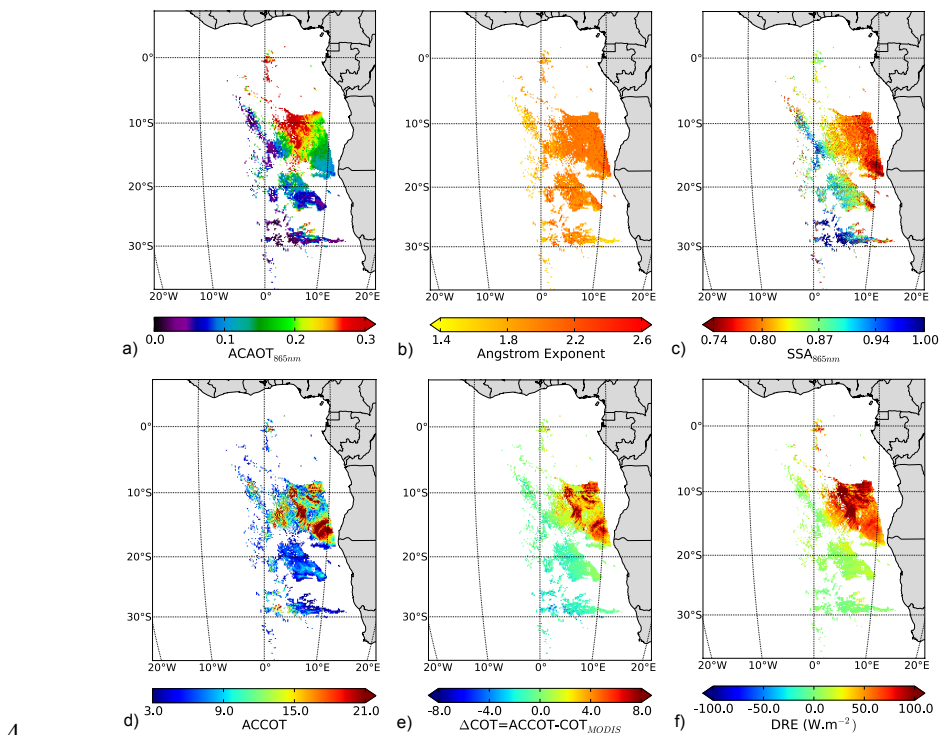 0°
10°S
20°S
30°S
20°W 10°W 0° 10°E 20°E
0.0 0.1 0.2 0.3
a) ACAOT865nm
0°
10°S
20°S
30°S
20°W 10°W 0° 10°E 20°E
1.4 1.8 2.2 2.6
b) Angstrom Exponent
0°
10°S
20°S
30°S
20°W 10°W 0° 10°E 20°E
0.74 0.80 0.87 0.94 1.00
c) SSA865nm
0°
10°S
20°S
30°S
20°W 10°W 0° 10°E 20°E
3.0 9.0 15.0 21.0
d) ACCOT
0°
10°S
20°S
30°S
20°W 10°W 0° 10°E 20°E
-8.0 -4.0 0.0 4.0 8.0
e) ΔCOT=ACCOT-COTMODIS
0°
10°S
20°S
30°S
20°W 10°W 0° 10°E 20°E
-100.0 -50.0 0.0 50.0 100.0
f) DRE (W.m−2)
4